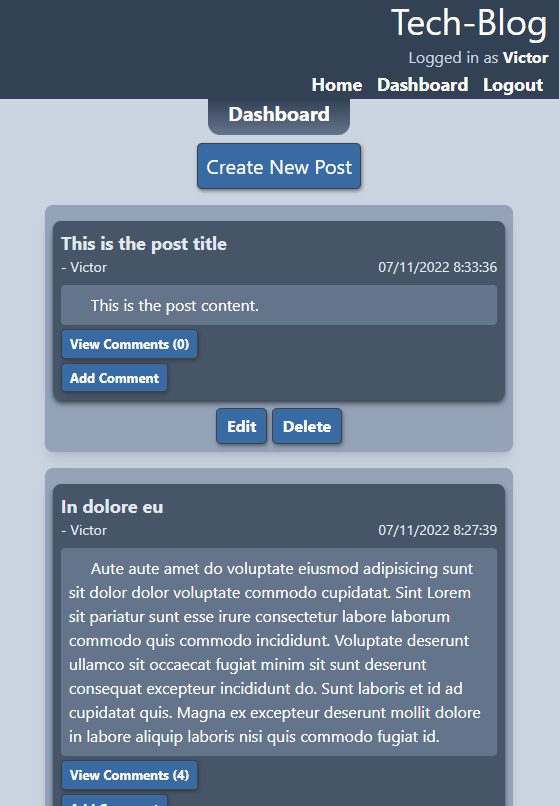 Tech-Blog
Logged in as Victor
Home Dashboard Logout
Dashboard
Create New Post
This is the post title
- Victor 07/11/2022 8:33:36
This is the post content.
View Comments (0)
Add Comment
Edit Delete
In dolore eu
- Victor 07/11/2022 8:27:39
Aute aute amet do voluptate eiusmod adipisicing sunt
sit dolor dolor voluptate commodo cupidatat. Sint Lorem
sit pariatur sunt esse irure consectetur labore laborum
commodo quis commodo incididunt. Voluptate deserunt
ullamco sit occaecat fugiat minim sit sunt deserunt
consequat excepteur incididunt do. Sunt laboris et id ad
cupidatat quis. Magna ex excepteur deserunt mollit dolore
in labore aliquip laboris nisi quis commodo fugiat id.
View Comments (4)
Add Comment